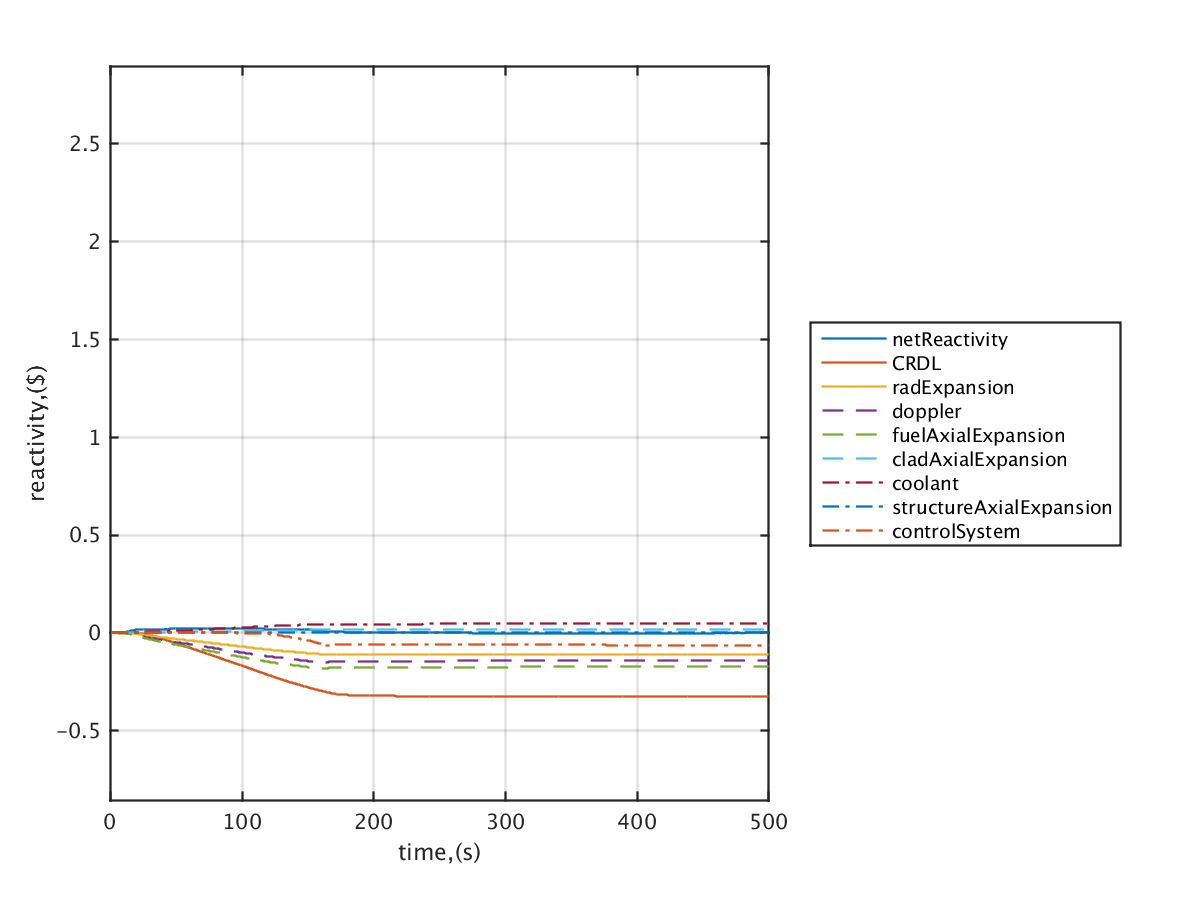 2.5
2
1.5
1
0.5
0
-0.5
reactivity,($)
0 100 200 300 400 500
time,(s)
netReactivity
CRDL
radExpansion
doppler
fuelAxialExpansion
cladAxialExpansion
coolant
structureAxialExpansion
controlSystem